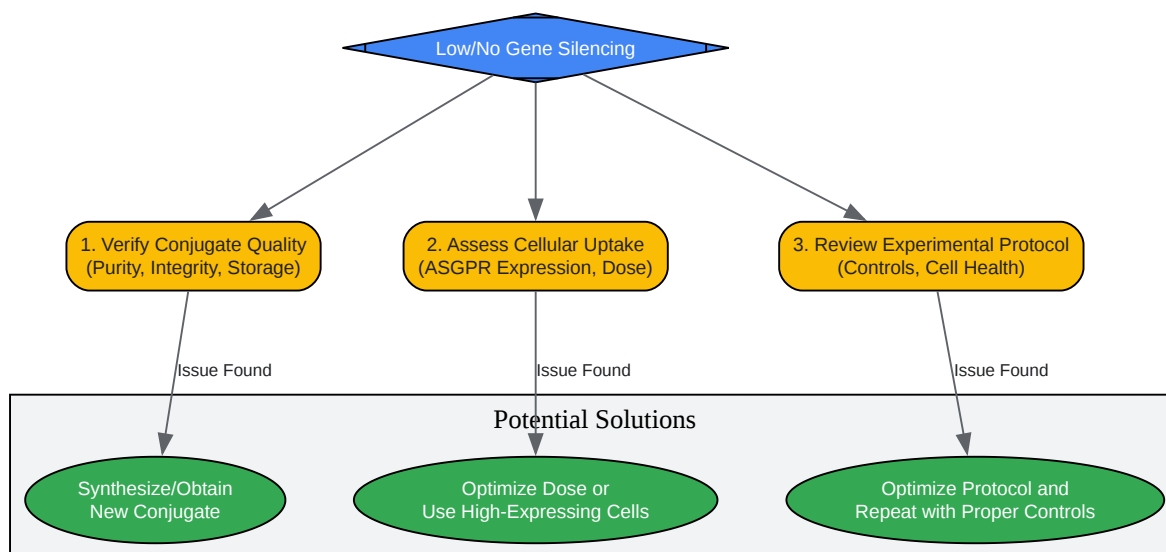 Low/No Gene Silencing
1. Verify Conjugate Quality
(Purity, Integrity, Storage)
2. Assess Cellular Uptake
(ASGPR Expression, Dose)
3. Review Experimental Protocol
(Controls, Cell Health)
Issue Found
Issue Found
Issue Found
Potential Solutions
Synthesize/Obtain
New Conjugate
Optimize Dose or
Use High-Expressing Cells
Optimize Protocol and
Repeat with Proper Controls